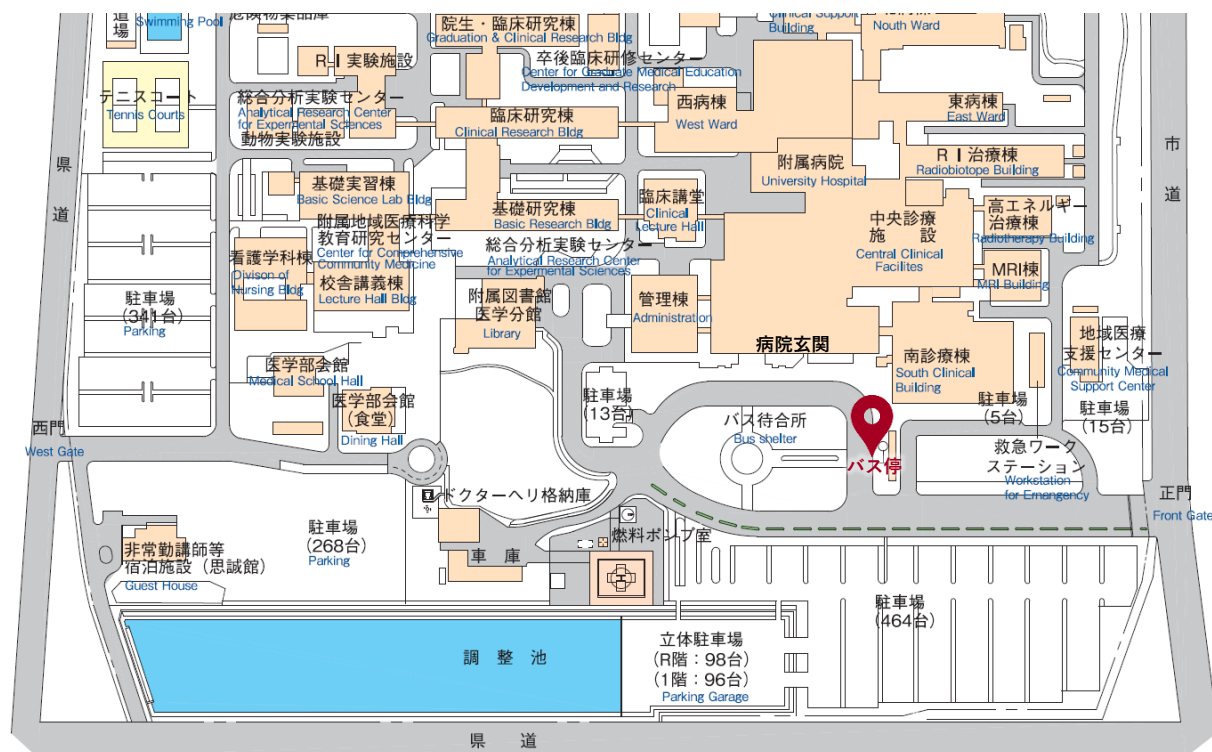 道
場
Swimming Pool
危険物薬品庫
院生・臨床研究棟
Graduation & Clinical Research Bldg
Clinical Support
Building
Nouth Ward
R-I 実験施設
卒後臨床研修センター
Center for Graduate Medical Education
Development and Research
テニスコート
Tennis Courts
総合分析実験センター
Analytical Research Center
for Expermental Sciences
動物実験施設
臨床研究棟
Clinical Research Bldg
西病棟
West Ward
東病棟
East Ward
県
道
市
道
附属病院
University Hospital
R I 治療棟
Radiobiotope Building
基礎実習棟
Basic Science Lab Bldg
基礎研究棟
Basic Research Bldg
臨床講堂
Clinical
Lecture Hall
中央診療
施 設
Central Clinical
Facilites
高エネルギー
治療棟
Radiotherapy Building
附属地域医療科学
教育研究センター
Center for Comprehensive
Community Medicine
看護学科棟
Divison of
Nursing Bldg
校舎講義棟
Lecture Hall Bldg
総合分析実験センター
Analytical Research Center
for Expermental Sciences
MRI棟
MRI Building
駐車場
(341台)
Parking
附属図書館
医学分館
Library
管理棟
Administration
病院玄関
南診療棟
South Clinical
Building
地域医療
支援センター
Community Medical
Support Center
医学部会館
Medical School Hall
医学部会館
(食堂)
Dining Hall
駐車場
(13台)
バス待合所
Bus shelter
バス停
駐車場
(5台)
駐車場
(15台)
救急ワーク
ステーション
Workstation
for Emangency
西門
West Gate
正門
Front Gate
ドクターヘリ格納庫
燃料ポンプ室
駐車場
(268台)
Parking
車 庫
非常勤講師等
宿泊施設(思誠館)
Guest House
駐車場
(464台)
調 整 池
立体駐車場
(R階:98台)
(1階:96台)
Parking Garage
県 道